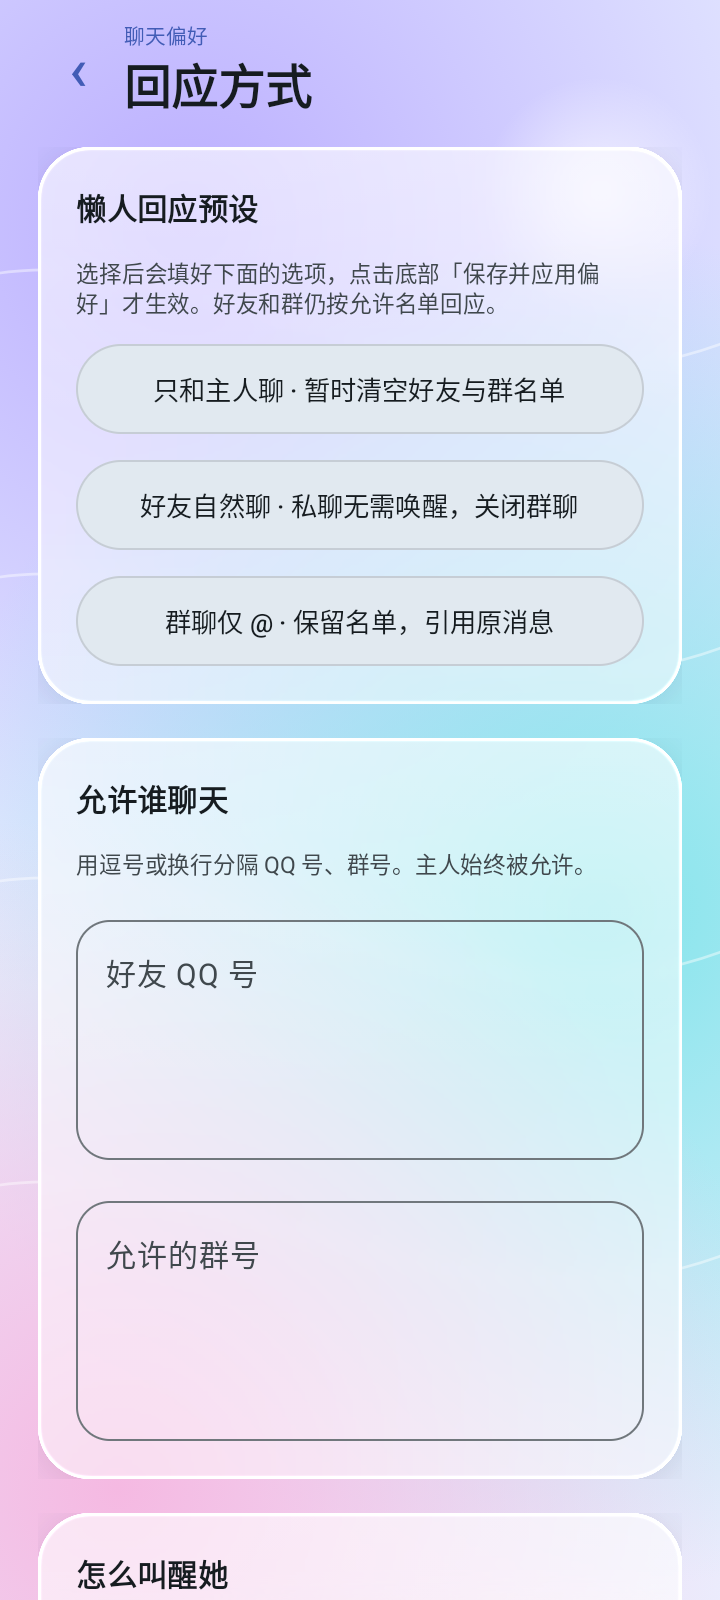 聊天偏好
回应方式
懒人回应预设
选择后会填好下面的选项，点击底部「保存并应用偏
好」才生效。好友和群仍按允许名单回应。
只和主人聊 · 暂时清空好友与群名单
好友自然聊 · 私聊无需唤醒，关闭群聊
群聊仅 @ · 保留名单，引用原消息
允许谁聊天
用逗号或换行分隔 QQ 号、群号。主人始终被允许。
好友 QQ 号
允许的群号
怎么叫醒她